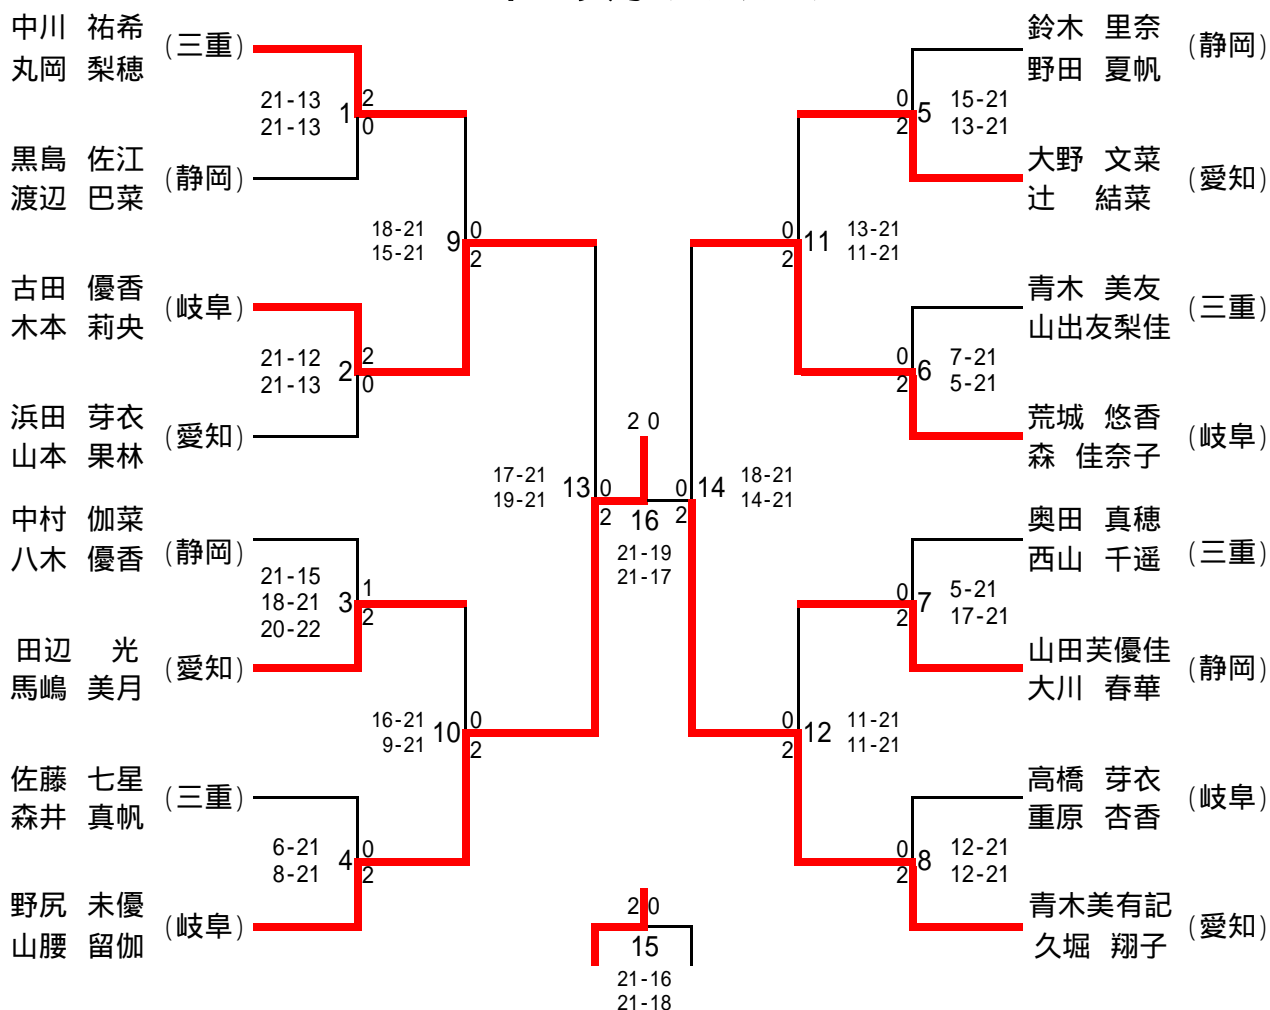 中川 祐希
丸岡 梨穂
(三重)
21-13
21-13
1
2
0
黒島 佐江
渡辺 巴菜
(静岡)
18-21
15-21
9
0
2
古田 優香
木本 莉央
(岐阜)
21-12
21-13
2
2
0
浜田 芽衣
山本 果林
(愛知)
17-21
19-21
13
0
2
中村 伽菜
八木 優香
(静岡)
21-15
18-21
20-22
3
1
2
田辺 光
馬嶋 美月
(愛知)
16-21
9-21
10
0
2
佐藤 七星
森井 真帆
(三重)
6-21
8-21
4
0
2
野尻 未優
山腰 留伽
(岐阜)
2 0
16
21-19
21-17
2 0
15
21-16
21-18
鈴木 里奈
野田 夏帆
(静岡)
0
2
5
15-21
13-21
大野 文菜
辻 結菜
(愛知)
0
2
11
13-21
11-21
青木 美友
山出友梨佳
(三重)
0
2
6
7-21
5-21
荒城 悠香
森 佳奈子
(岐阜)
0
2
14
18-21
14-21
奥田 真穂
西山 千遥
(三重)
0
2
7
5-21
17-21
山田芙優佳
大川 春華
(静岡)
0
2
12
11-21
11-21
高橋 芽衣
重原 杏香
(岐阜)
0
2
8
12-21
12-21
青木美有記
久堀 翔子
(愛知)